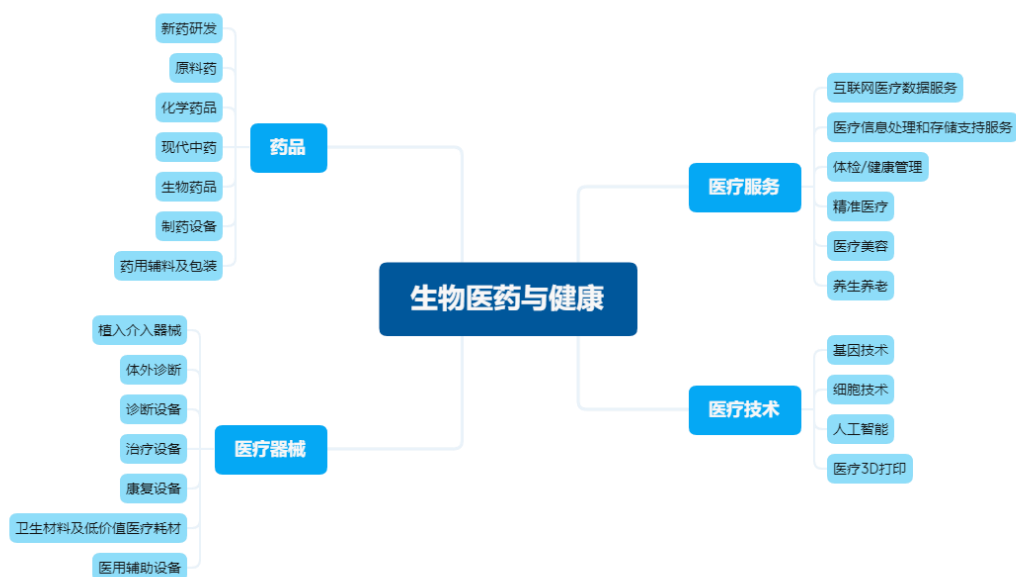 生物医药与健康
药品
新药研发
原料药
化学药品
现代中药
生物药品
制药设备
药用辅料及包装
医疗器械
植入介入器械
体外诊断
诊断设备
治疗设备
康复设备
卫生材料及低价值医疗耗材
医用辅助设备
医疗服务
互联网医疗数据服务
医疗信息处理和存储支持服务
体检/健康管理
精准医疗
医疗美容
养生养老
医疗技术
基因技术
细胞技术
人工智能
医疗3D打印